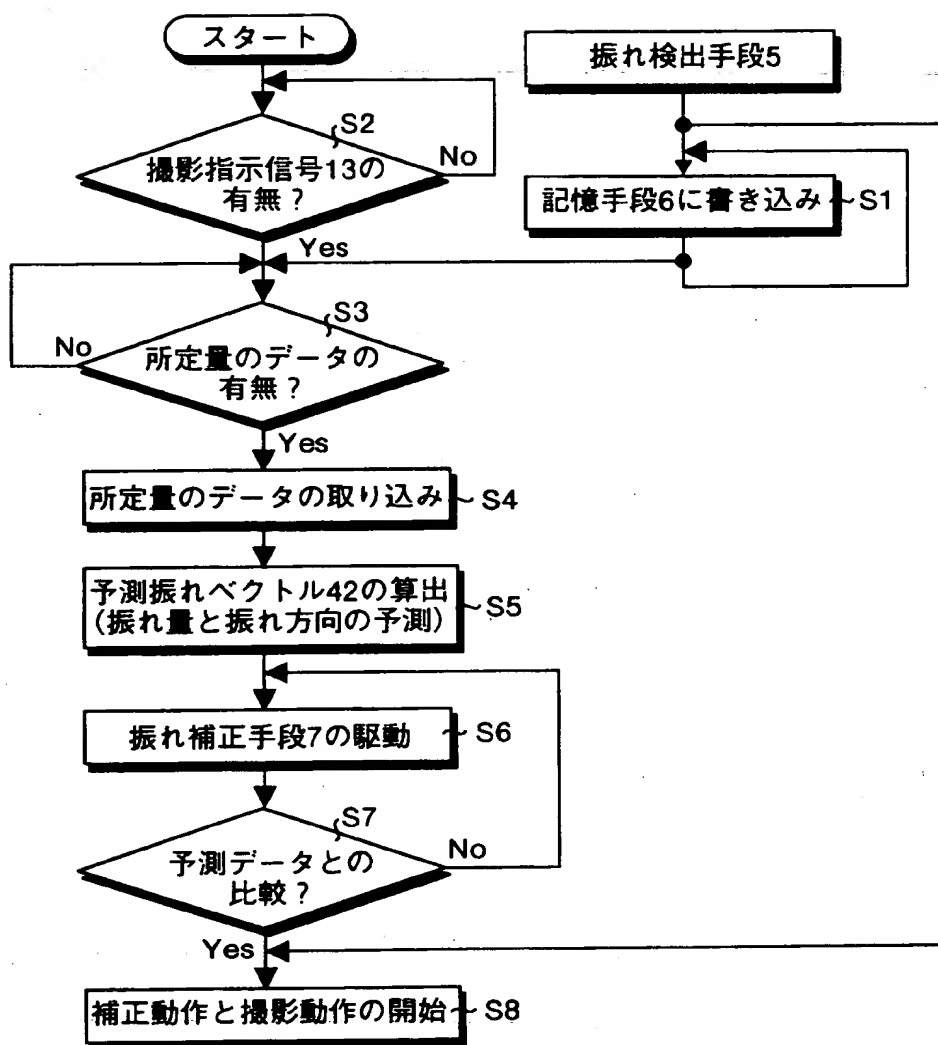 スタート
振れ検出手段5
S2
撮影指示信号13の
有無?
No
記憶手段6に書き込み
S1
Yes
S3
所定量のデータの
有無?
No
Yes
所定量のデータの取り込み
S4
予測振れベクトル42の算出
(振れ量と振れ方向の予測)
S5
振れ補正手段7の駆動
S6
S7
予測データとの
比較?
No
Yes
補正動作と撮影動作の開始
S8